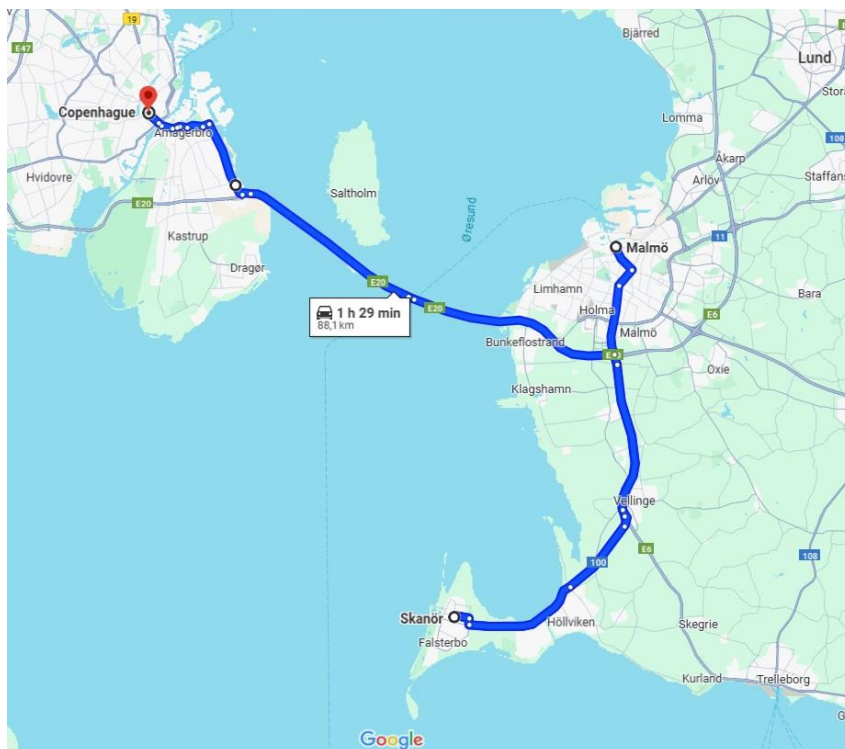 E47
19
Bjärred
Lund
Copenhague
Amagerbro
Lomma
108
Åkarp
Staffans
Hvidovre
Saltholm
Arlöv
E20
Øresund
Kastrup
11
Malmö
Dragør
E20
Limhamn
Bara
1 h 29 min
88,1 km
E20
Holma
E6
Bunkeflostrand
Malmö
Oxie
Klagshamn
Vellinge
E6
108
100
Skanör
Höllviken
Skegrie
Falsterbo
Kurland
Trelleborg
Google